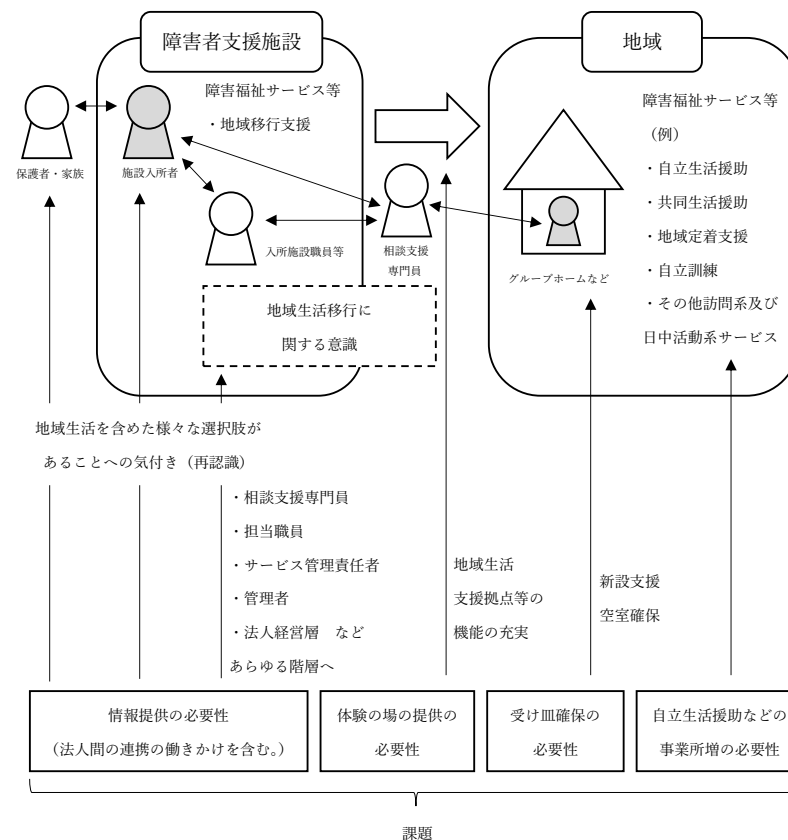 障害者支援施設
地域
障害福祉サービス等
・地域移行支援
保護者・家族
施設入所者
入所施設職員等
相談支援
専門員
地域生活移行に
関する意識
障害福祉サービス等
（例）
・自立生活援助
・共同生活援助
・地域定着支援
・自立訓練
・その他訪問系及び
日中活動系サービス
グループホームなど
地域生活を含めた様々な選択肢が
あることへの気付き（再認識）
・相談支援専門員
・担当職員
・サービス管理責任者
・管理者
・法人経営層　など
あらゆる階層へ
地域生活
支援拠点等の
機能の充実
新設支援
空室確保
情報提供の必要性
（法人間の連携の働きかけを含む。）
体験の場の提供の
必要性
受け皿確保の
必要性
自立生活援助などの
事業所増の必要性
課題